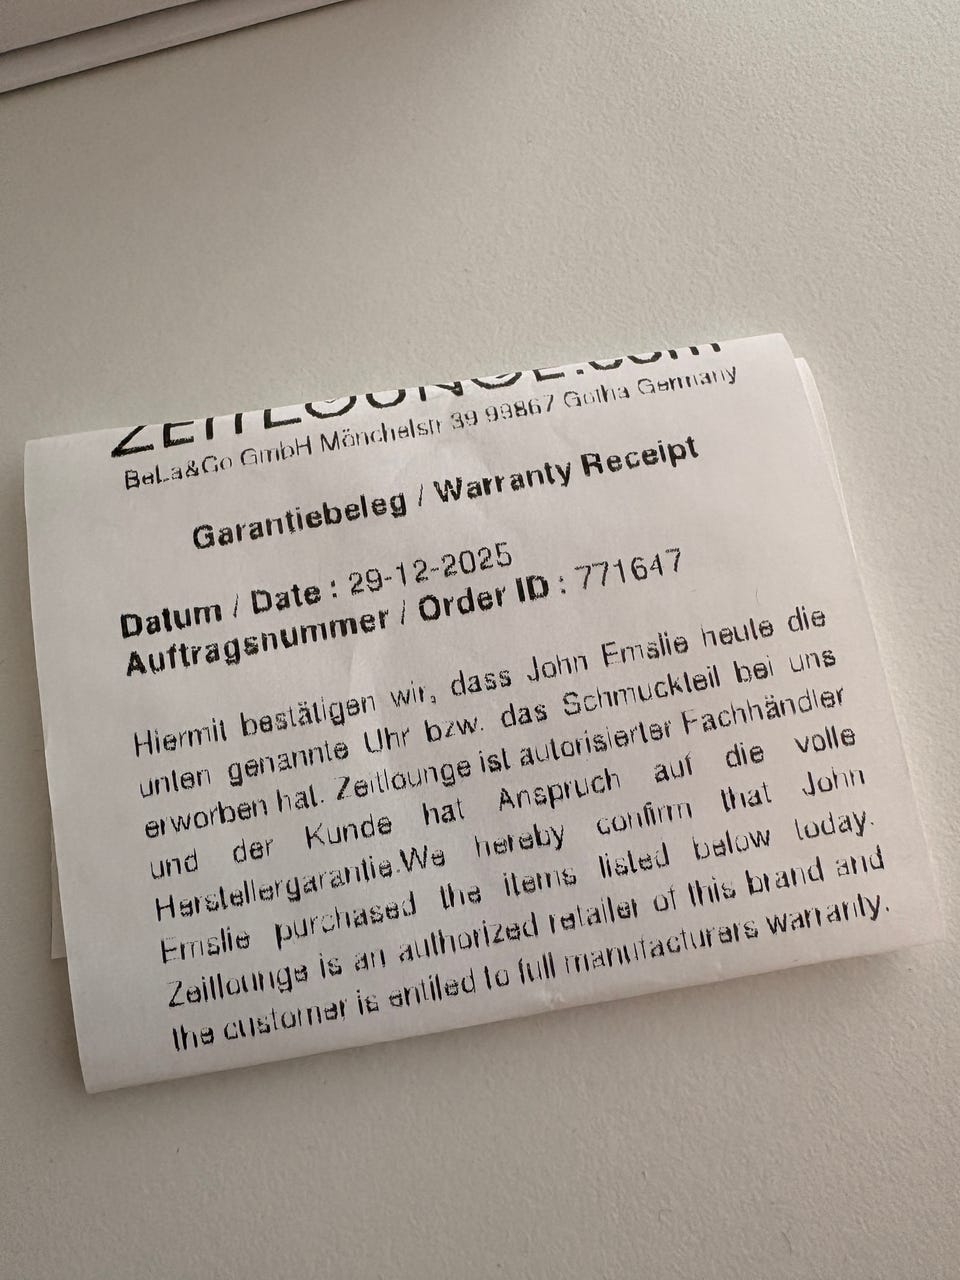 ZEITLOUNGE.com
BeLa&Go GmbH Mönchelstr 39 99867 Gotha Germany
Garantiebeleg / Warranty Receipt
Datum / Date : 29-12-2025
Auftragsnummer / Order ID : 771647
Hiermit bestätigen wir, dass John Emslie heute die
unten genannte Uhr bzw. das Schmuckteil bei uns
erworben hat. Zeitlounge ist autorisierter Fachhändler
und der Kunde hat Anspruch auf die volle
Herstellergarantie.We hereby confirm that John
Emslie purchased the items listed below today.
Zeitlounge is an authorized retailer of this brand and
the customer is entiled to full manufacturers warranty.